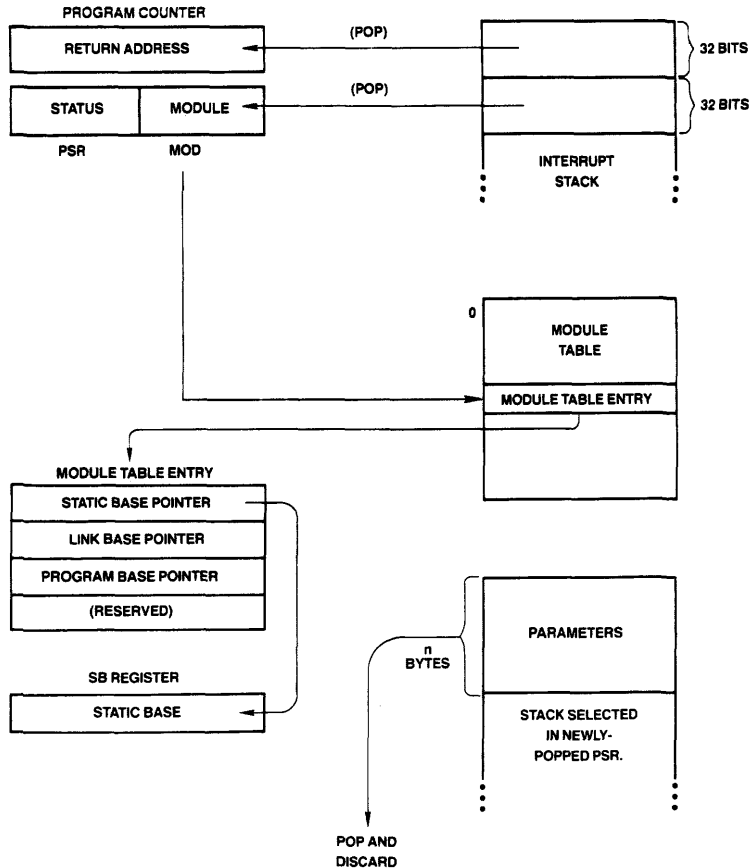 PROGRAM COUNTER
RETURN ADDRESS
(POP)
32 BITS
STATUS
MODULE
(POP)
32 BITS
PSR
MOD
INTERRUPT
STACK
0
MODULE
TABLE
MODULE TABLE ENTRY
MODULE TABLE ENTRY
STATIC BASE POINTER
LINK BASE POINTER
PROGRAM BASE POINTER
(RESERVED)
PARAMETERS
n
BYTES
SB REGISTER
STATIC BASE
STACK SELECTED
IN NEWLY-
POPPED PSR.
POP AND
DISCARD